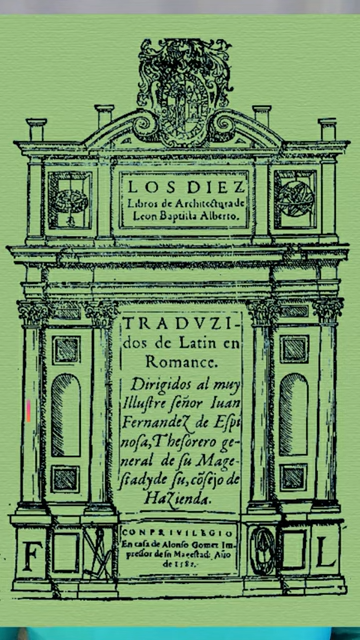 LOS DIEZ
Libros de Architectura de
Leon Baptista Alberto.
TRADVZI-
dos de Latin en
Romance.
Dirigidos al muy
Illustre señor Iuan
Fernandez de Espi
nosa, Thesorero ge-
neral de su Mage-
stad y de su, cōsejo de
Hazienda.
CON PRIVILEGIO
En casa de Alonso Gomez Im-
pressor de su Magestad, Año
de 1582.
F
L